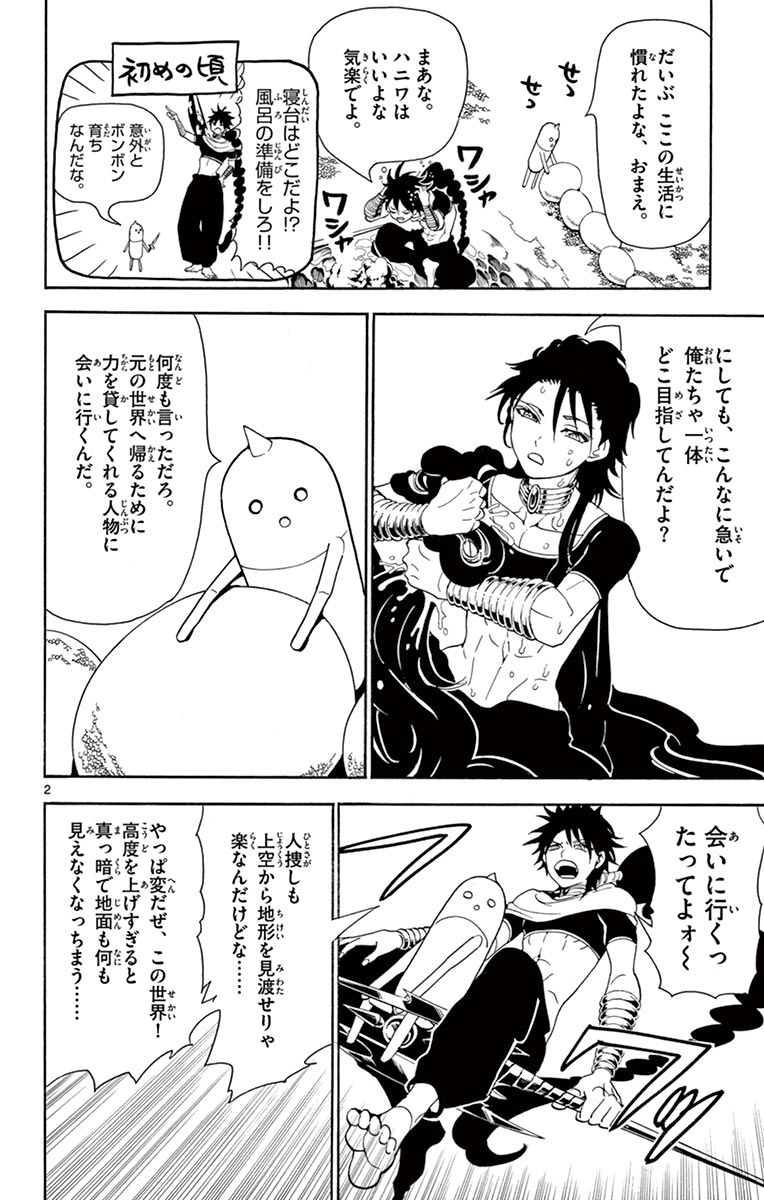 だいぶ ここの生活に
慣れたよな、おまえ。
せっ
せっ
まあな。
ハニワは
いいよな
気楽でよ。
ワシャ
ワシャ
初めの頃
寝台はどこだよ!?
風呂の準備をしろ!!
意外と
ボンボン
育ち
なんだな。
にしても、こんなに急いで
俺たちゃ一体
どこ目指してんだよ?
何度も言っただろ。
元の世界へ帰るために
力を貸してくれる人物に
会いに行くんだ。
2
会いに行くっ
たってよォ〜
フワッ
人捜しも
上空から地形を見渡せりゃ
楽なんだけどな……
やっぱ変だぜ、この世界!
高度を上げすぎると
真っ暗で地面も何も
見えなくなっちまう……